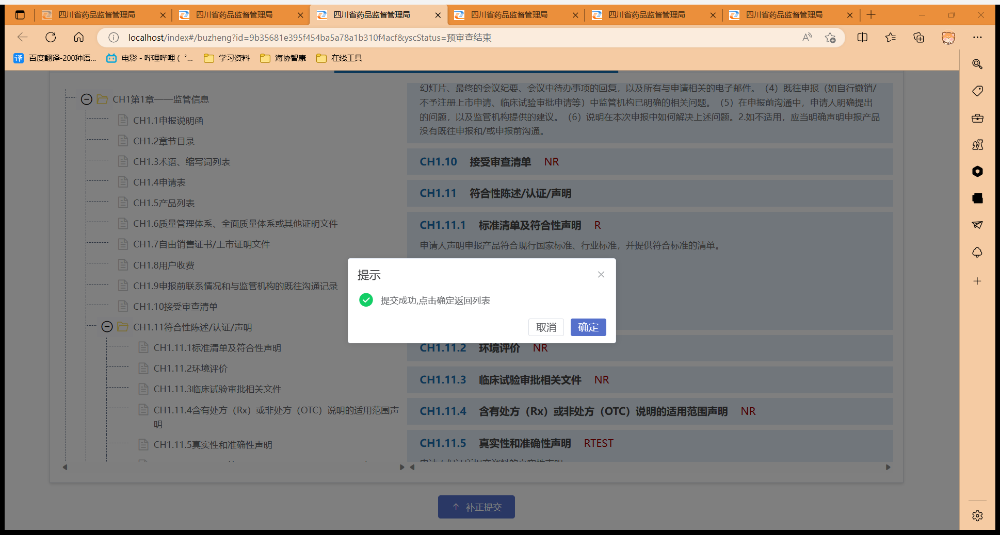 四川省药品监督管理局
四川省药品监督管理局
四川省药品监督管理局
四川省药品监督管理局
四川省药品监督管理局
四川省药品监督管理局
localhost/index#/buzheng?id=9b35681e395f454ba5a78a1b310f4acf&yscStatus=预审查结束
译 百度翻译-200种语...
电影 - 哔哩哔哩 ( ゜...
学习资料
海协智康
在线工具
CH1第1章——监管信息
CH1.1申报说明函
CH1.2章节目录
CH1.3术语、缩写词列表
CH1.4申请表
CH1.5产品列表
CH1.6质量管理体系、全面质量体系或其他证明文件
CH1.7自由销售证书/上市证明文件
CH1.8用户收费
CH1.9申报前联系情况和与监管机构的既往沟通记录
CH1.10接受审查清单
CH1.11符合性陈述/认证/声明
CH1.11.1标准清单及符合性声明
CH1.11.2环境评价
CH1.11.3临床试验审批相关文件
CH1.11.4含有处方（Rx）或非处方（OTC）说明的适用范围声
明
CH1.11.5真实性和准确性声明
幻灯片、最终的会议纪要、会议中待办事项的回复，以及所有与申请相关的电子邮件。（4）既往申报（如自行撤销/
不予注册上市申请、临床试验审批申请等）中监管机构已明确的相关问题。（5）在申报前沟通中，申请人明确提出
的问题，以及监管机构提供的建议。（6）说明在本次申报中如何解决上述问题。2.如不适用，应当明确声明申报产品
没有既往申报和/或申报前沟通。
CH1.10 接受审查清单 NR
CH1.11 符合性陈述/认证/声明
CH1.11.1 标准清单及符合性声明 R
申请人声明申报产品符合现行国家标准、行业标准，并提供符合标准的清单。
CH1.11.2 环境评价 NR
CH1.11.3 临床试验审批相关文件 NR
CH1.11.4 含有处方（Rx）或非处方（OTC）说明的适用范围声明 NR
CH1.11.5 真实性和准确性声明 RTEST
申请人保证所提交资料的真实性声明
提示
提交成功,点击确定返回列表
取消
确定
补正提交